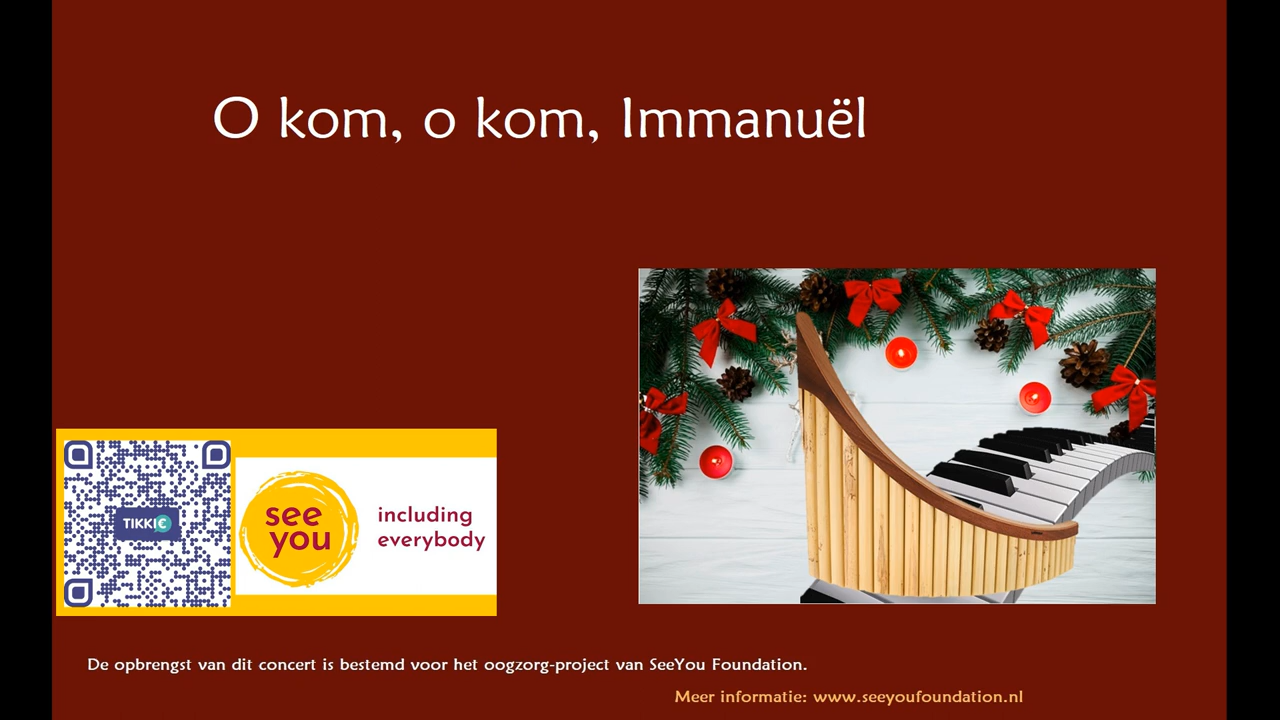 O kom, o kom, Immanuël
TIKKIE
see
you
including
everybody
De opbrengst van dit concert is bestemd voor het oogzorg-project van SeeYou Foundation.
Meer informatie: www.seeyoufoundation.nl